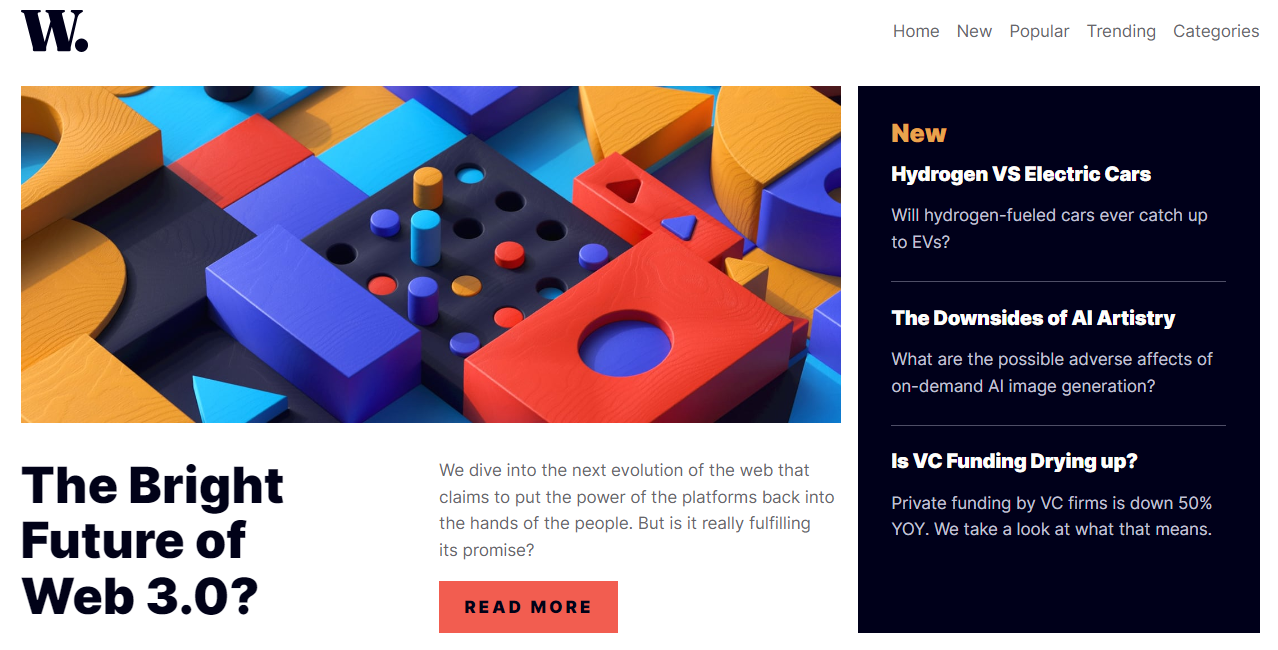 W.
Home New Popular Trending Categories
The Bright
Future of
Web 3.0?
We dive into the next evolution of the web that
claims to put the power of the platforms back into
the hands of the people. But is it really fulfilling
its promise?
READ MORE
New
Hydrogen VS Electric Cars
Will hydrogen-fueled cars ever catch up
to EVs?
The Downsides of AI Artistry
What are the possible adverse affects of
on-demand AI image generation?
Is VC Funding Drying up?
Private funding by VC firms is down 50%
YOY. We take a look at what that means.